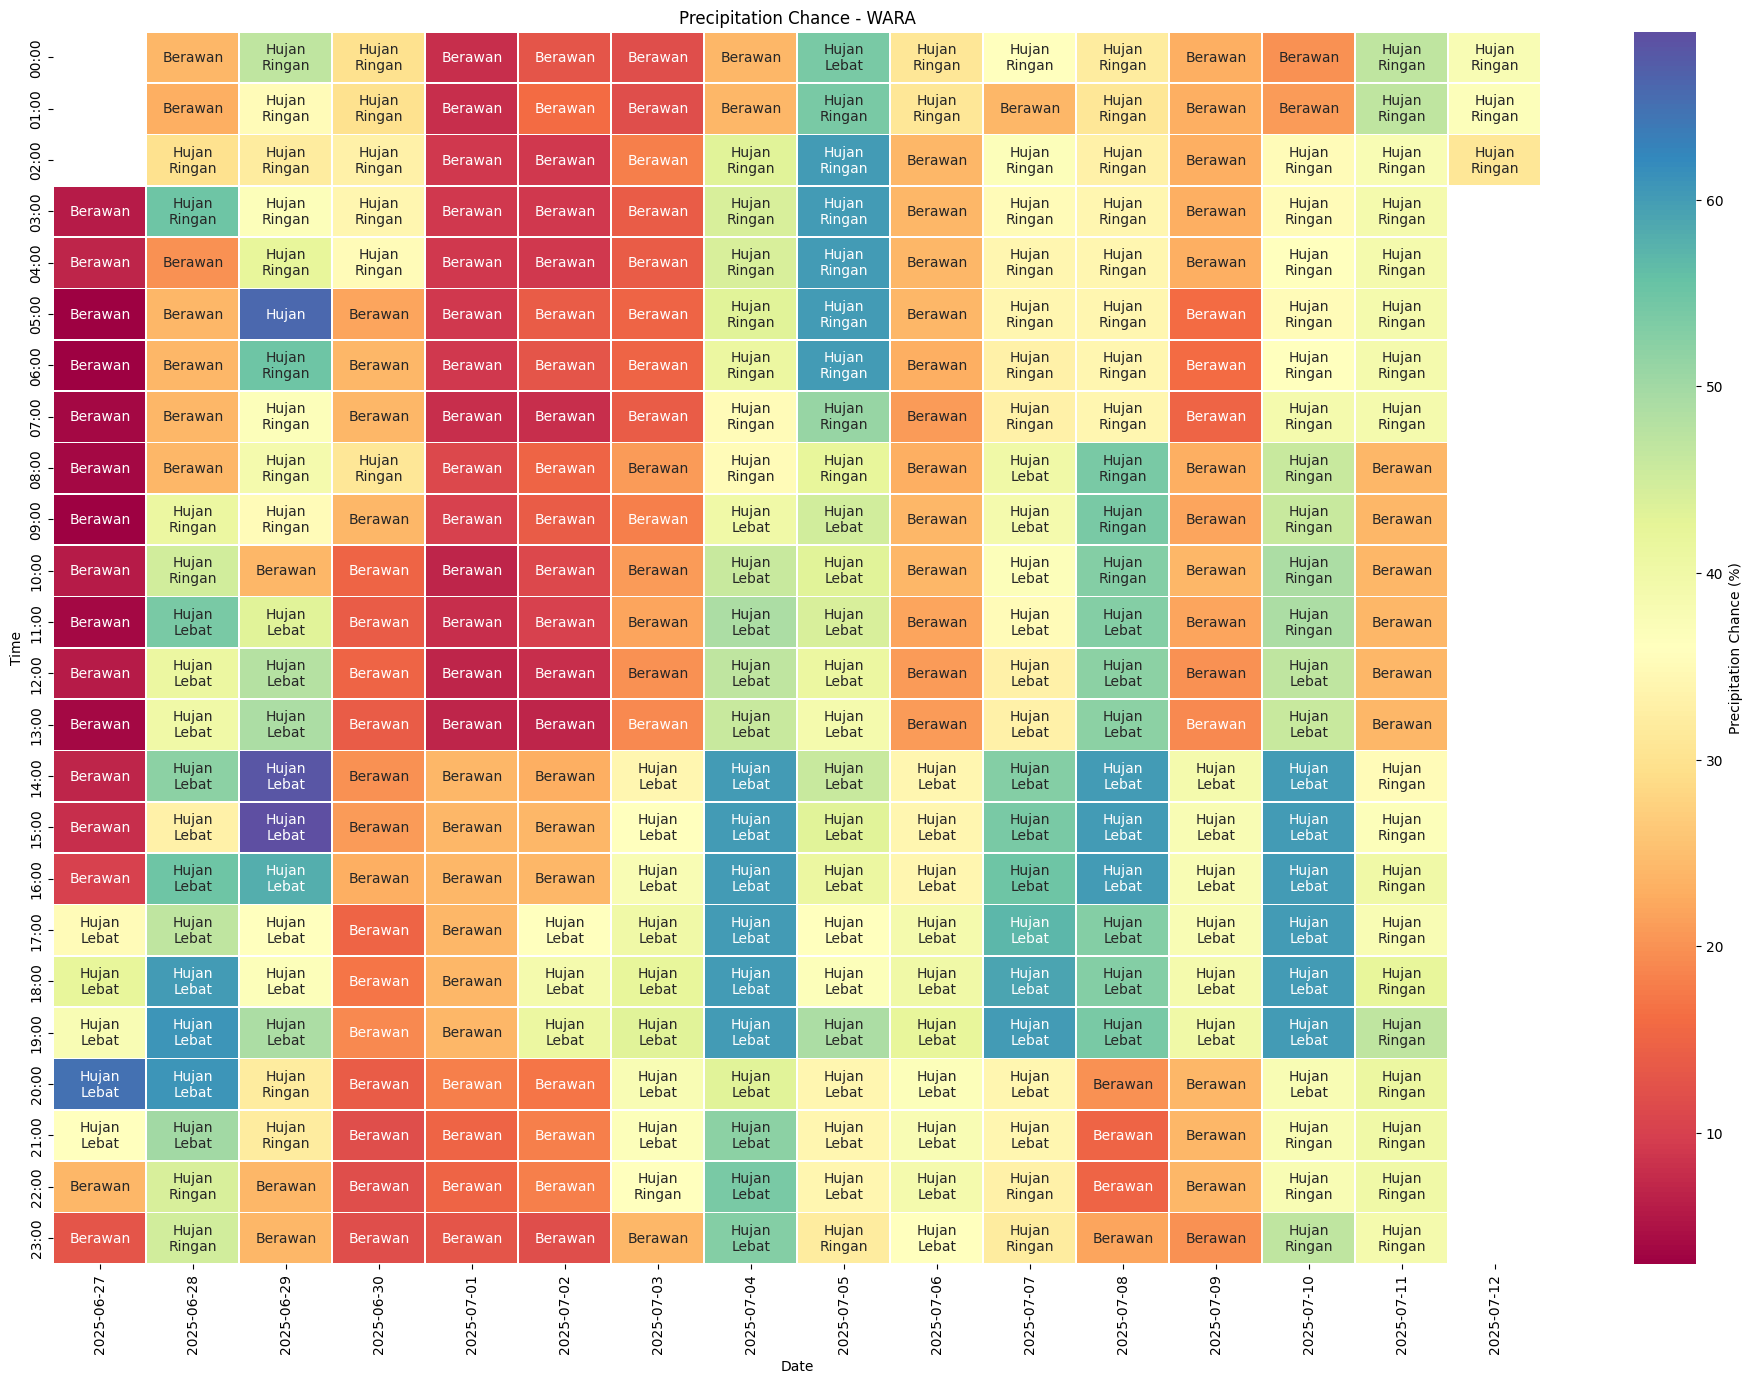 Precipitation Chance - WARA
00:00 Berawan Hujan Ringan Hujan Ringan Berawan Berawan Berawan Berawan Hujan Lebat Hujan Ringan Hujan Ringan Hujan Ringan Berawan Berawan Hujan Ringan Hujan Ringan
01:00 Berawan Hujan Ringan Hujan Ringan Berawan Berawan Berawan Berawan Hujan Ringan Hujan Ringan Berawan Hujan Ringan Berawan Berawan Hujan Ringan Hujan Ringan
02:00 Hujan Ringan Hujan Ringan Hujan Ringan Berawan Berawan Berawan Hujan Ringan Hujan Ringan Berawan Hujan Ringan Hujan Ringan Berawan Hujan Ringan Hujan Ringan Hujan Ringan
03:00 Berawan Hujan Ringan Hujan Ringan Hujan Ringan Berawan Berawan Berawan Hujan Ringan Hujan Ringan Berawan Hujan Ringan Hujan Ringan Berawan Hujan Ringan Hujan Ringan
04:00 Berawan Berawan Hujan Ringan Hujan Ringan Berawan Berawan Berawan Hujan Ringan Hujan Ringan Berawan Hujan Ringan Hujan Ringan Berawan Hujan Ringan Hujan Ringan
05:00 Berawan Berawan Hujan Berawan Berawan Berawan Berawan Hujan Ringan Hujan Ringan Berawan Hujan Ringan Hujan Ringan Berawan Hujan Ringan Hujan Ringan
06:00 Berawan Berawan Hujan Ringan Berawan Berawan Berawan Berawan Hujan Ringan Hujan Ringan Berawan Hujan Ringan Hujan Ringan Berawan Hujan Ringan Hujan Ringan
07:00 Berawan Berawan Hujan Ringan Berawan Berawan Berawan Berawan Hujan Ringan Hujan Ringan Berawan Hujan Ringan Hujan Ringan Berawan Hujan Ringan Hujan Ringan
08:00 Berawan Berawan Hujan Ringan Hujan Ringan Berawan Berawan Berawan Hujan Ringan Hujan Ringan Berawan Hujan Lebat Hujan Ringan Berawan Hujan Ringan Berawan
09:00 Berawan Hujan Ringan Hujan Ringan Berawan Berawan Berawan Berawan Hujan Lebat Hujan Lebat Berawan Hujan Lebat Hujan Ringan Berawan Hujan Ringan Berawan
10:00 Berawan Hujan Ringan Berawan Berawan Berawan Berawan Berawan Hujan Lebat Hujan Lebat Berawan Hujan Lebat Hujan Ringan Berawan Hujan Ringan Berawan
11:00 Berawan Hujan Lebat Hujan Lebat Berawan Berawan Berawan Berawan Hujan Lebat Hujan Lebat Berawan Hujan Lebat Hujan Lebat Berawan Hujan Ringan Berawan
12:00 Berawan Hujan Lebat Hujan Lebat Berawan Berawan Berawan Berawan Hujan Lebat Hujan Lebat Berawan Hujan Lebat Hujan Lebat Berawan Hujan Lebat Berawan
13:00 Berawan Hujan Lebat Hujan Lebat Berawan Berawan Berawan Berawan Hujan Lebat Hujan Lebat Berawan Hujan Lebat Hujan Lebat Berawan Hujan Lebat Berawan
14:00 Berawan Hujan Lebat Hujan Lebat Berawan Berawan Berawan Hujan Lebat Hujan Lebat Hujan Lebat Hujan Lebat Hujan Lebat Hujan Lebat Hujan Lebat Hujan Lebat Hujan Ringan
15:00 Berawan Hujan Lebat Hujan Lebat Berawan Berawan Berawan Hujan Lebat Hujan Lebat Hujan Lebat Hujan Lebat Hujan Lebat Hujan Lebat Hujan Lebat Hujan Lebat Hujan Ringan
16:00 Berawan Hujan Lebat Hujan Lebat Berawan Berawan Berawan Hujan Lebat Hujan Lebat Hujan Lebat Hujan Lebat Hujan Lebat Hujan Lebat Hujan Lebat Hujan Lebat Hujan Ringan
17:00 Hujan Lebat Hujan Lebat Hujan Lebat Berawan Berawan Hujan Lebat Hujan Lebat Hujan Lebat Hujan Lebat Hujan Lebat Hujan Lebat Hujan Lebat Hujan Lebat Hujan Lebat Hujan Ringan
18:00 Hujan Lebat Hujan Lebat Hujan Lebat Berawan Berawan Hujan Lebat Hujan Lebat Hujan Lebat Hujan Lebat Hujan Lebat Hujan Lebat Hujan Lebat Hujan Lebat Hujan Lebat Hujan Ringan
19:00 Hujan Lebat Hujan Lebat Hujan Lebat Berawan Berawan Hujan Lebat Hujan Lebat Hujan Lebat Hujan Lebat Hujan Lebat Hujan Lebat Hujan Lebat Hujan Lebat Hujan Lebat Hujan Ringan
20:00 Hujan Lebat Hujan Lebat Hujan Ringan Berawan Berawan Berawan Hujan Lebat Hujan Lebat Hujan Lebat Hujan Lebat Hujan Lebat Berawan Berawan Hujan Lebat Hujan Ringan
21:00 Hujan Lebat Hujan Lebat Hujan Ringan Berawan Berawan Berawan Hujan Lebat Hujan Lebat Hujan Lebat Hujan Lebat Hujan Lebat Berawan Berawan Hujan Ringan Hujan Ringan
22:00 Berawan Hujan Ringan Berawan Berawan Berawan Berawan Hujan Ringan Hujan Lebat Hujan Lebat Hujan Lebat Hujan Ringan Berawan Berawan Hujan Ringan Hujan Ringan
23:00 Berawan Hujan Ringan Berawan Berawan Berawan Berawan Berawan Hujan Lebat Hujan Ringan Hujan Lebat Hujan Ringan Berawan Berawan Hujan Ringan Hujan Ringan
2025-06-27 2025-06-28 2025-06-29 2025-06-30 2025-07-01 2025-07-02 2025-07-03 2025-07-04 2025-07-05 2025-07-06 2025-07-07 2025-07-08 2025-07-09 2025-07-10 2025-07-11 2025-07-12
Time
Date
60
50
40
30
20
10
Precipitation Chance (%)